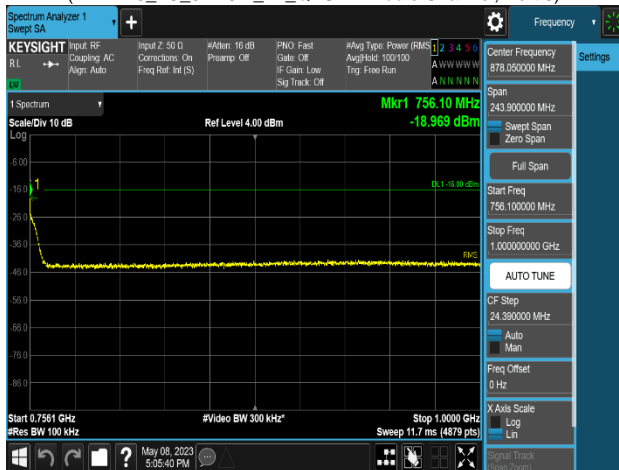 Spectrum Analyzer 1
Swept SA
Frequency
Settings
KEYSIGHT
RL
Input: RF
Coupling: AC
Align: Auto
Input Z: 50 Ω
Corrections: On
Freq Ref: Int (S)
#Atten: 16 dB
Preamp: Off
PNO: Fast
Gate: Off
IF Gain: Low
Sig Track: Off
#Avg Type: Power (RMS
Avg|Hold: 100/100
Trig: Free Run
1 2 3 4 5 6
A W W W W W
A N N N N N
1 Spectrum
Scale/Div 10 dB
Log
Ref Level 4.00 dBm
Mkr1 756.10 MHz
-18.969 dBm
-6.00
-16.0
-26.0
-36.0
-46.0
-56.0
-66.0
-76.0
-86.0
1
DL1 -16.00 dBm
RMS
Start 0.7561 GHz
#Res BW 100 kHz
#Video BW 300 kHz*
Stop 1.0000 GHz
Sweep 11.7 ms (4879 pts)
Center Frequency
878.050000 MHz
Span
243.900000 MHz
Swept Span
Zero Span
Full Span
Start Freq
756.100000 MHz
Stop Freq
1.000000000 GHz
AUTO TUNE
CF Step
24.390000 MHz
Auto
Man
Freq Offset
0 Hz
X Axis Scale
Log
Lin
Signal Track
(Span Zoom)
?
May 08, 2023
5:05:40 PM